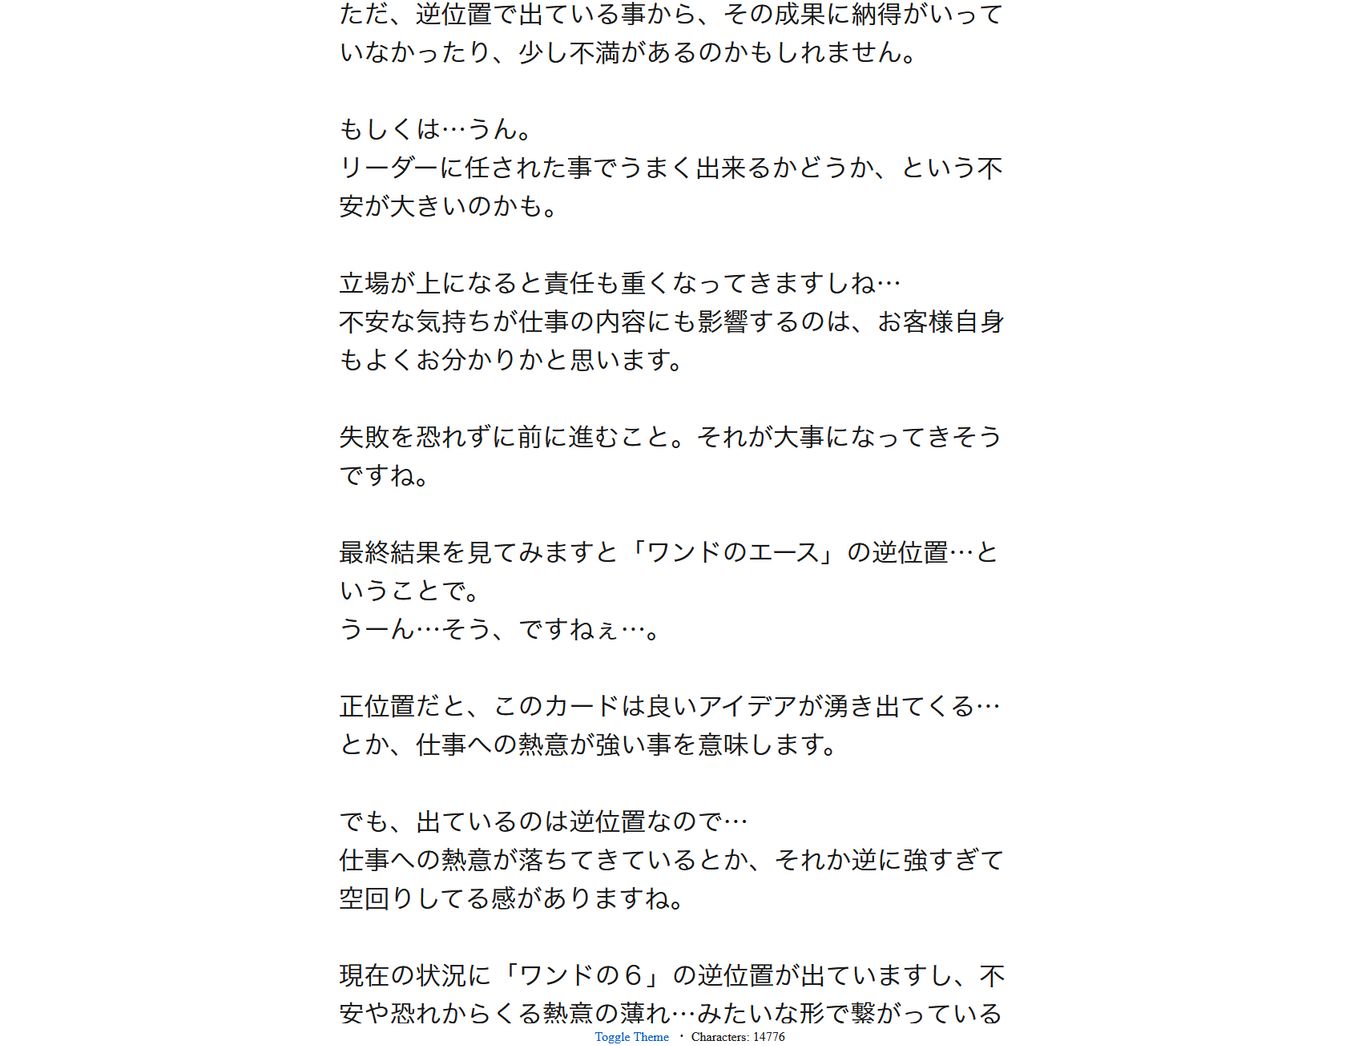 ただ、逆位置で出ている事から、その成果に納得がいって
いなかったり、少し不満があるのかもしれません。
もしくは…うん。
リーダーに任された事でうまく出来るかどうか、という不
安が大きいのかも。
立場が上になると責任も重くなってきますしね…
不安な気持ちが仕事の内容にも影響するのは、お客様自身
もよくお分かりかと思います。
失敗を恐れずに前に進むこと。それが大事になってきそう
ですね。
最終結果を見てみますと「ワンドのエース」の逆位置…と
いうことで。
うーん…そう、ですねぇ…。
正位置だと、このカードは良いアイデアが湧き出てくる…
とか、仕事への熱意が強い事を意味します。
でも、出ているのは逆位置なので…
仕事への熱意が落ちてきているとか、それか逆に強すぎて
空回りしてる感がありますね。
現在の状況に「ワンドの６」の逆位置が出ていますし、不
安や恐れからくる熱意の薄れ…みたいな形で繋がっている
Toggle Theme ・ Characters: 14776